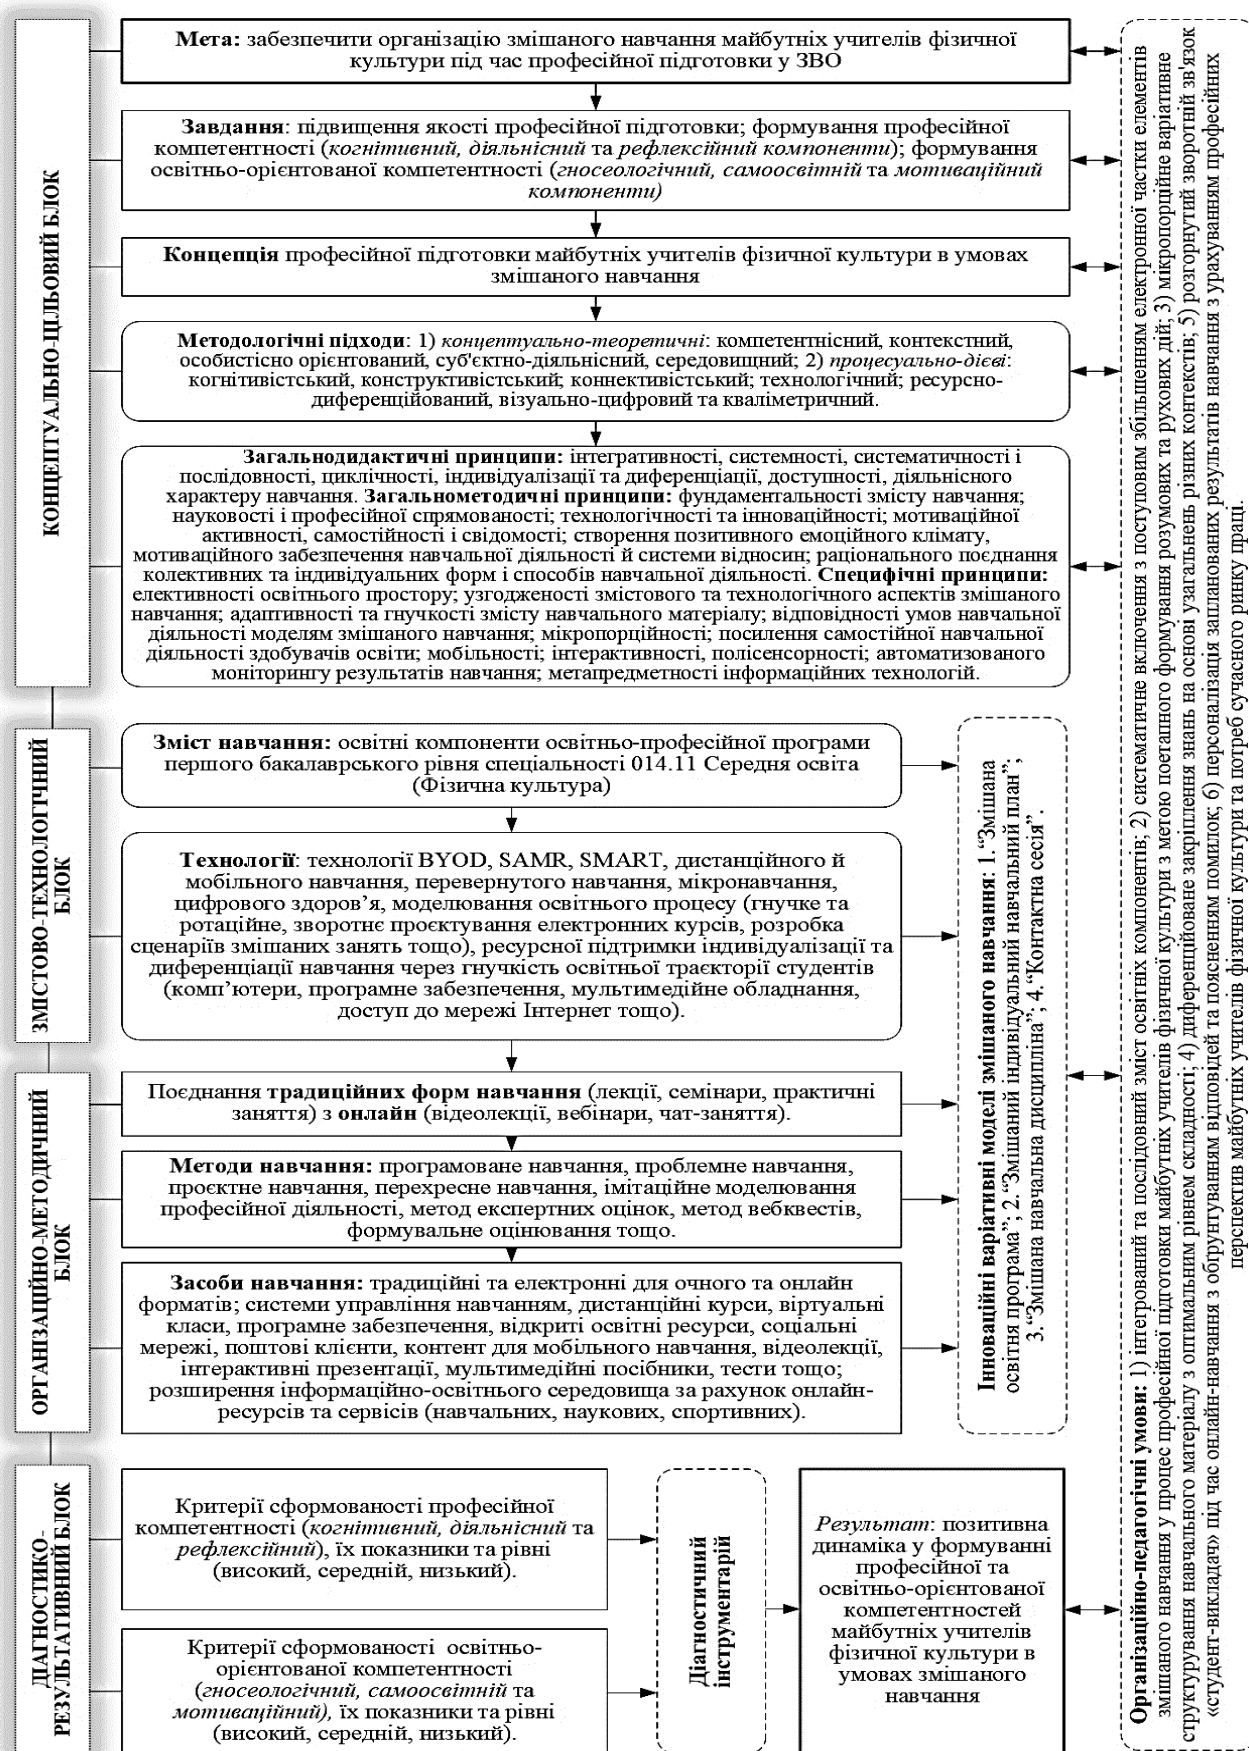 КОНЦЕПТУАЛЬНО-ЦІЛЬОВИЙ БЛОК
Мета: забезпечити організацію змішаного навчання майбутніх учителів фізичної
культури під час професійної підготовки у ЗВО
Завдання: підвищення якості професійної підготовки; формування професійної
компетентності (когнітивний, діяльнісний та рефлексійний компоненти); формування
освітньо-орієнтованої компетентності (гносеологічний, самоосвітній та мотиваційний
компоненти)
Концепція професійної підготовки майбутніх учителів фізичної культури в умовах
змішаного навчання
Методологічні підходи: 1) концептуально-теоретичні: компетентнісний, контекстний,
особистісно орієнтований, суб'єктно-діяльнісний, середовищний; 2) процесуально-дієві:
когнітивістський, конструктивістський; коннективістський; технологічний; ресурсно-
диференційований, візуально-цифровий та кваліметричний.
Загальнодидактичні принципи: інтегративності, системності, систематичності і
послідовності, циклічності, індивідуалізації та диференціації, доступності, діяльнісного
характеру навчання. Загальнометодичні принципи: фундаментальності змісту навчання;
науковості і професійної спрямованості; технологічності та інноваційності; мотиваційної
активності, самостійності і свідомості; створення позитивного емоційного клімату,
мотиваційного забезпечення навчальної діяльності й системи відносин; раціонального поєднання
колективних та індивідуальних форм і способів навчальної діяльності. Специфічні принципи:
елективності освітнього простору; узгодженості змістового та технологічного аспектів змішаного
навчання; адаптивності та гнучкості змісту навчального матеріалу; відповідності умов навчальної
діяльності моделям змішаного навчання; мікропорційності; посилення самостійної навчальної
діяльності здобувачів освіти; мобільності; інтерактивності, полісенсорності; автоматизованого
моніторингу результатів навчання; метапредметності інформаційних технологій.
ЗМІСТОВО-ТЕХНОЛОГІЧНИЙ
БЛОК
Зміст навчання: освітні компоненти освітньо-професійної програми
першого бакалаврського рівня спеціальності 014.11 Середня освіта
(Фізична культура)
Технології: технології BYOD, SAMR, SMART, дистанційного й
мобільного навчання, перевернутого навчання, мікронавчання,
цифрового здоров’я, моделювання освітнього процесу (гнучке та
ротаційне, зворотнє проєктування електронних курсів, розробка
сценаріїв змішаних занять тощо), ресурсної підтримки індивідуалізації та
диференціації навчання через гнучкість освітньої траєкторії студентів
(комп’ютери, програмне забезпечення, мультимедійне обладнання,
доступ до мережі Інтернет тощо).
ОРГАНІЗАЦІЙНО-МЕТОДИЧНИЙ
БЛОК
Поєднання традиційних форм навчання (лекції, семінари, практичні
заняття) з онлайн (відеолекції, вебінари, чат-заняття).
Методи навчання: програмоване навчання, проблемне навчання,
проєктне навчання, перехресне навчання, імітаційне моделювання
професійної діяльності, метод експертних оцінок, метод вебквестів,
формувальне оцінювання тощо.
Засоби навчання: традиційні та електронні для очного та онлайн
форматів; системи управління навчанням, дистанційні курси, віртуальні
класи, програмне забезпечення, відкриті освітні ресурси, соціальні
мережі, поштові клієнти, контент для мобільного навчання, відеолекції,
інтерактивні презентації, мультимедійні посібники, тести тощо;
розширення інформаційно-освітнього середовища за рахунок онлайн-
ресурсів та сервісів (навчальних, наукових, спортивних).
Інноваційні варіативні моделі змішаного навчання: 1.“Змішана
освітня програма”; 2.“Змішаний індивідуальний навчальний план”;
3.“Змішана навчальна дисципліна”; 4.“Контактна сесія”.
ДІАГНОСТИКО-
РЕЗУЛЬТАТИВНИЙ БЛОК
Критерії сформованості професійної
компетентності (когнітивний, діяльнісний та
рефлексійний), їх показники та рівні
(високий, середній, низький).
Критерії сформованості освітньо-
орієнтованої компетентності
(гносеологічний, самоосвітній та
мотиваційний), їх показники та рівні
(високий, середній, низький).
Діагностичний
інструментарій
Результат: позитивна
динаміка у формуванні
професійної та
освітньо-орієнтованої
компетентностей
майбутніх учителів
фізичної культури в
умовах змішаного
навчання
Організаційно-педагогічні умови: 1) інтегрований та послідовний зміст освітніх компонентів; 2) систематичне включення з поступовим збільшенням електронної частки елементів
змішаного навчання у процес професійної підготовки майбутніх учителів фізичної культури з метою поетапного формування розумових та рухових дій; 3) мікропорційне варіативне
структурування навчального матеріалу з оптимальним рівнем складності; 4) диференційоване закріплення знань на основі узагальнень різних контекстів; 5) розгорнутий зворотній зв'язок
«студент-викладач» під час онлайн-навчання з обґрунтуванням відповідей та поясненням помилок; 6) персоналізація запланованих результатів навчання з урахуванням професійних
перспектив майбутніх учителів фізичної культури та потреб сучасного ринку праці.